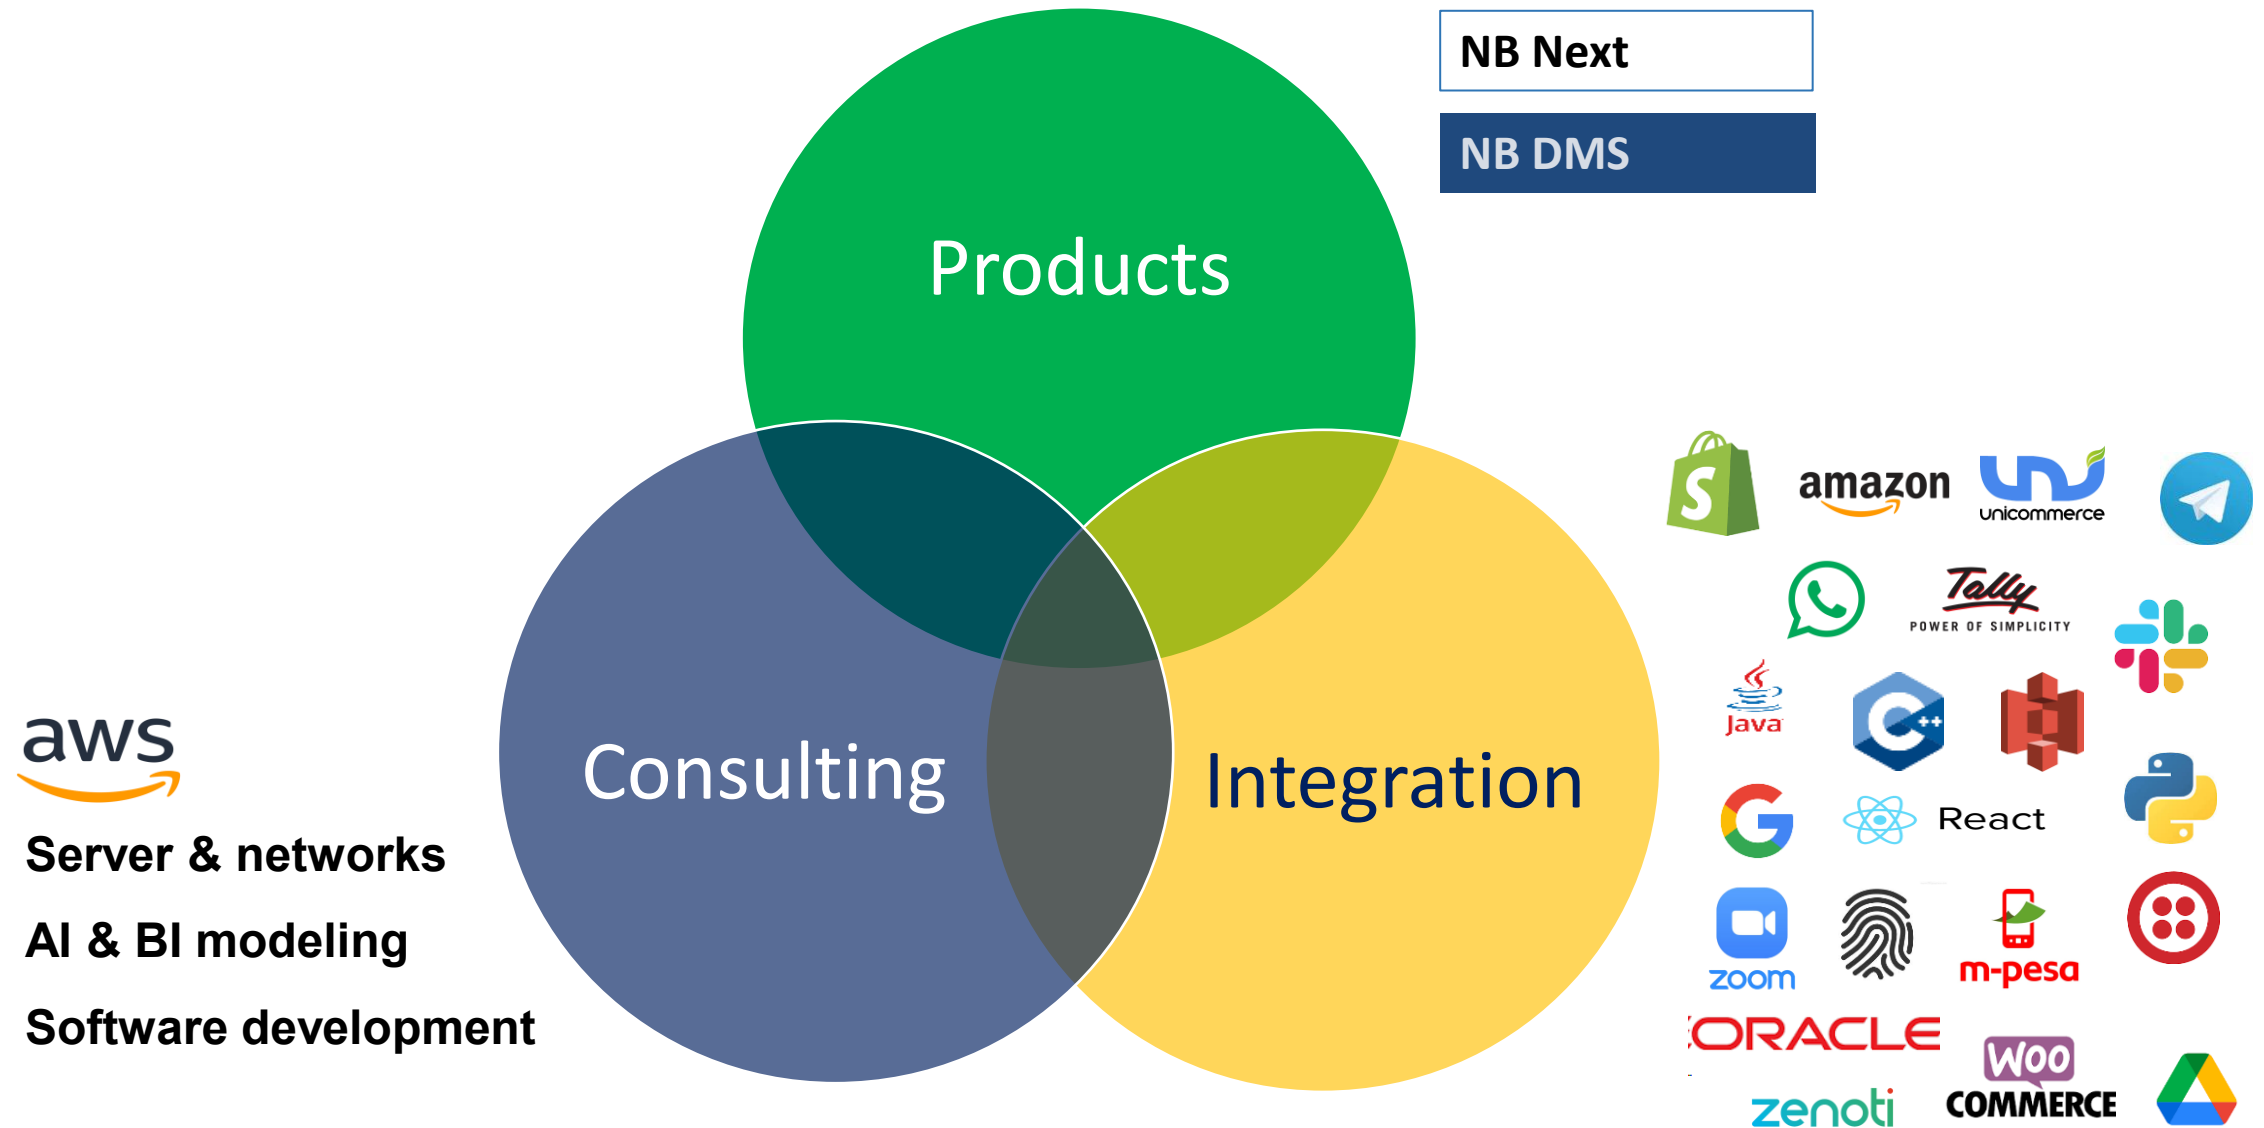 NB Next
NB DMS
Products
Consulting
Integration
aws
Server & networks
AI & BI modeling
Software development
S
amazon
unicommerce
Tally
POWER OF SIMPLICITY
Java
C++
G
React
zoom
m-pesa
ORACLE
WOO
COMMERCE
zenoti